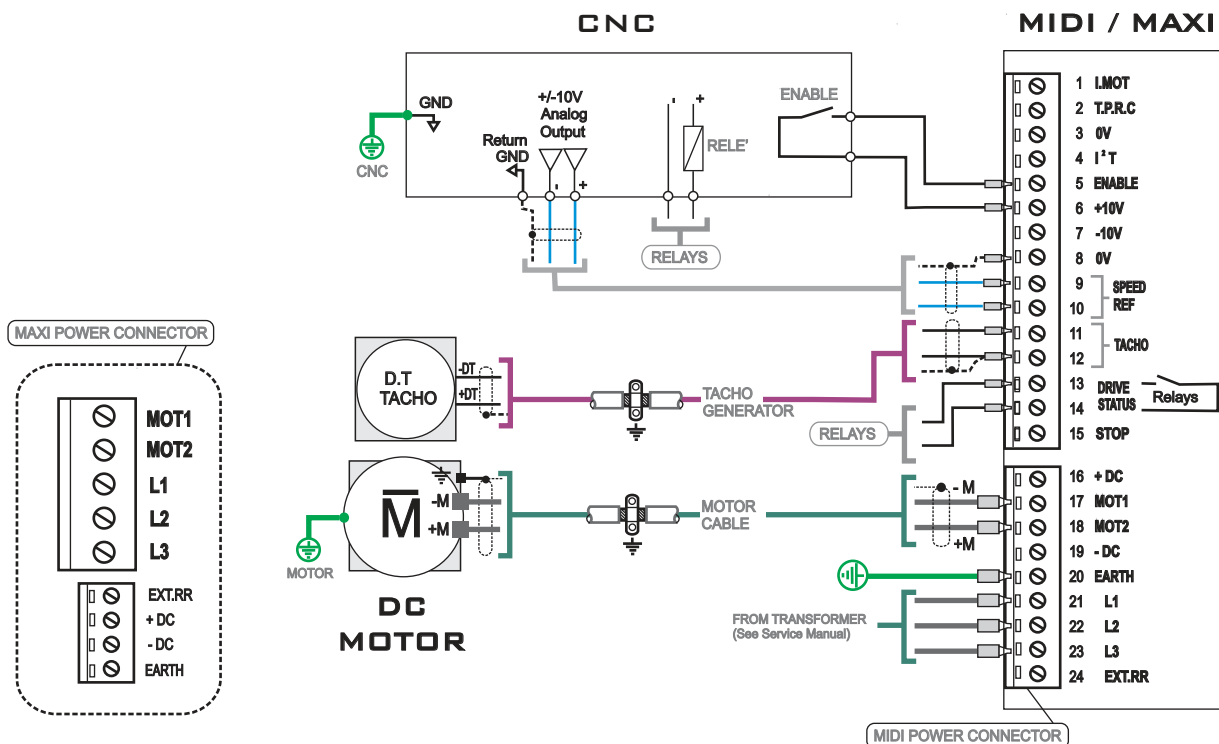 CNC
MIDI / MAXI
GND
CNC
+/-10V
Analog
Output
Return
GND
-
+
-
+
RELE'
ENABLE
RELAYS
1 I.MOT
2 T.P.R.C
3 0V
4 I² T
5 ENABLE
6 +10V
7 -10V
8 0V
9
10
SPEED
REF
11
12
TACHO
13
14
DRIVE
STATUS
Relays
15 STOP
MAXI POWER CONNECTOR
MOT1
MOT2
L1
L2
L3
EXT.RR
+ DC
- DC
EARTH
D.T
TACHO
-DT
+DT
TACHO
GENERATOR
RELAYS
M
-M
+M
MOTOR
DC
MOTOR
MOTOR
CABLE
- M
+M
FROM TRANSFORMER
(See Service Manual)
16 + DC
17 MOT1
18 MOT2
19 - DC
20 EARTH
21 L1
22 L2
23 L3
24 EXT.RR
MIDI POWER CONNECTOR